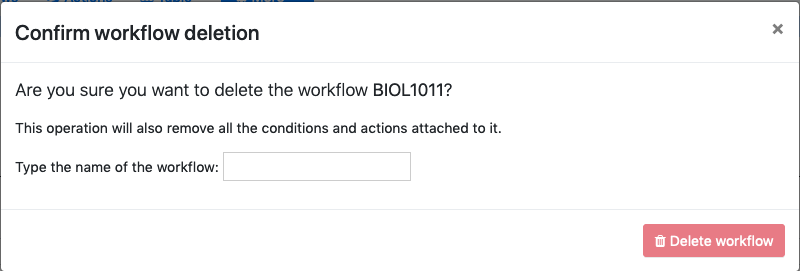 Confirm workflow deletion
×
Are you sure you want to delete the workflow BIOL1011?
This operation will also remove all the conditions and actions attached to it.
Type the name of the workflow:
Delete workflow